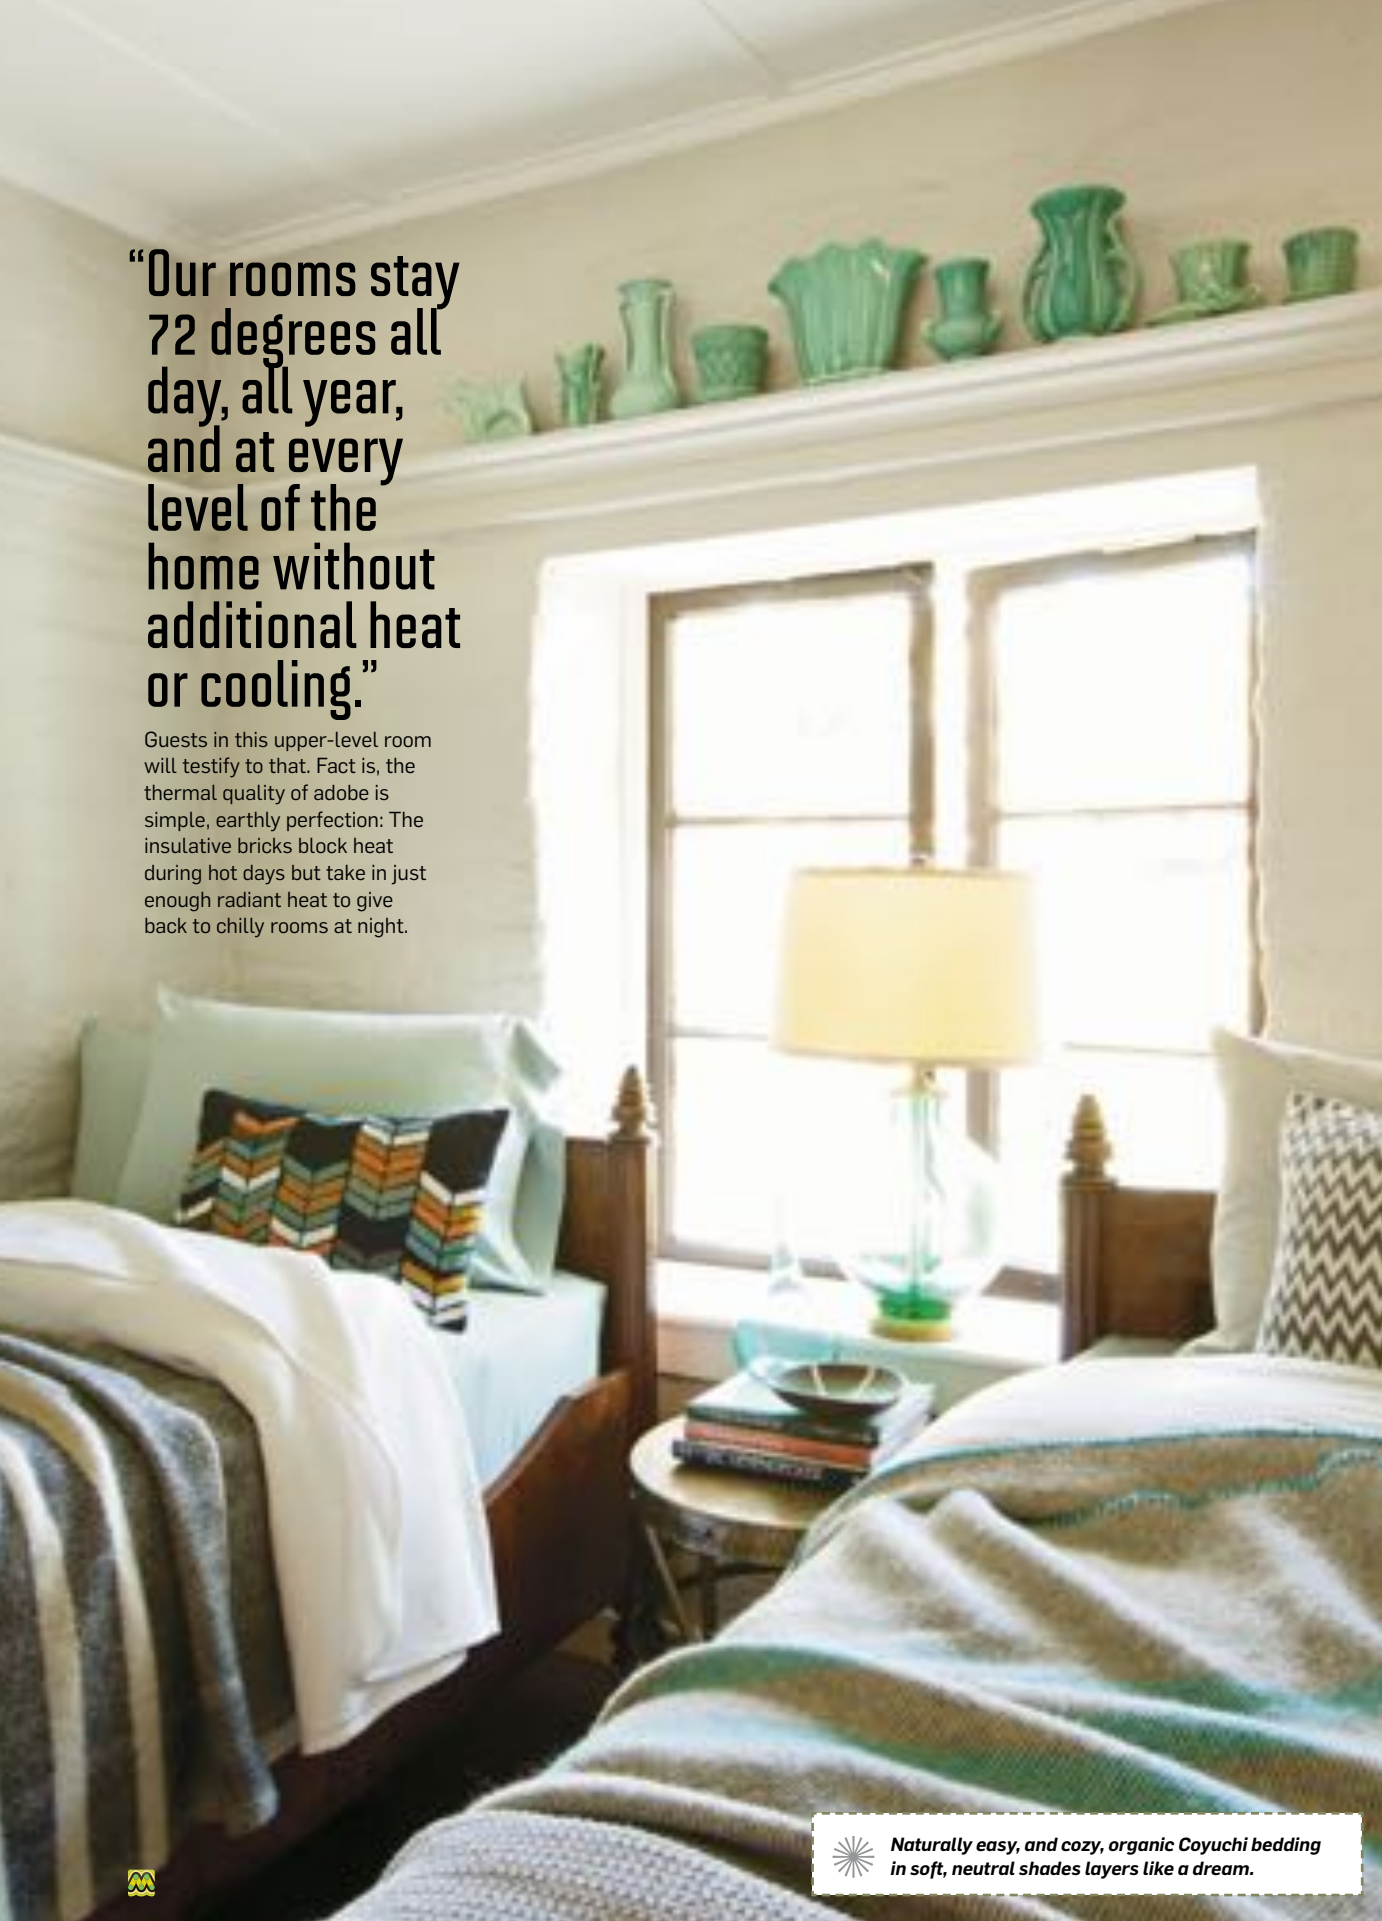 “Our rooms stay
72 degrees all
day, all year,
and at every
level of the
home without
additional heat
or cooling.”
Guests in this upper-level room
will testify to that. Fact is, the
thermal quality of adobe is
simple, earthly perfection: The
insulative bricks block heat
during hot days but take in just
enough radiant heat to give
back to chilly rooms at night.
Naturally easy, and cozy, organic Coyuchi bedding
in soft, neutral shades layers like a dream.